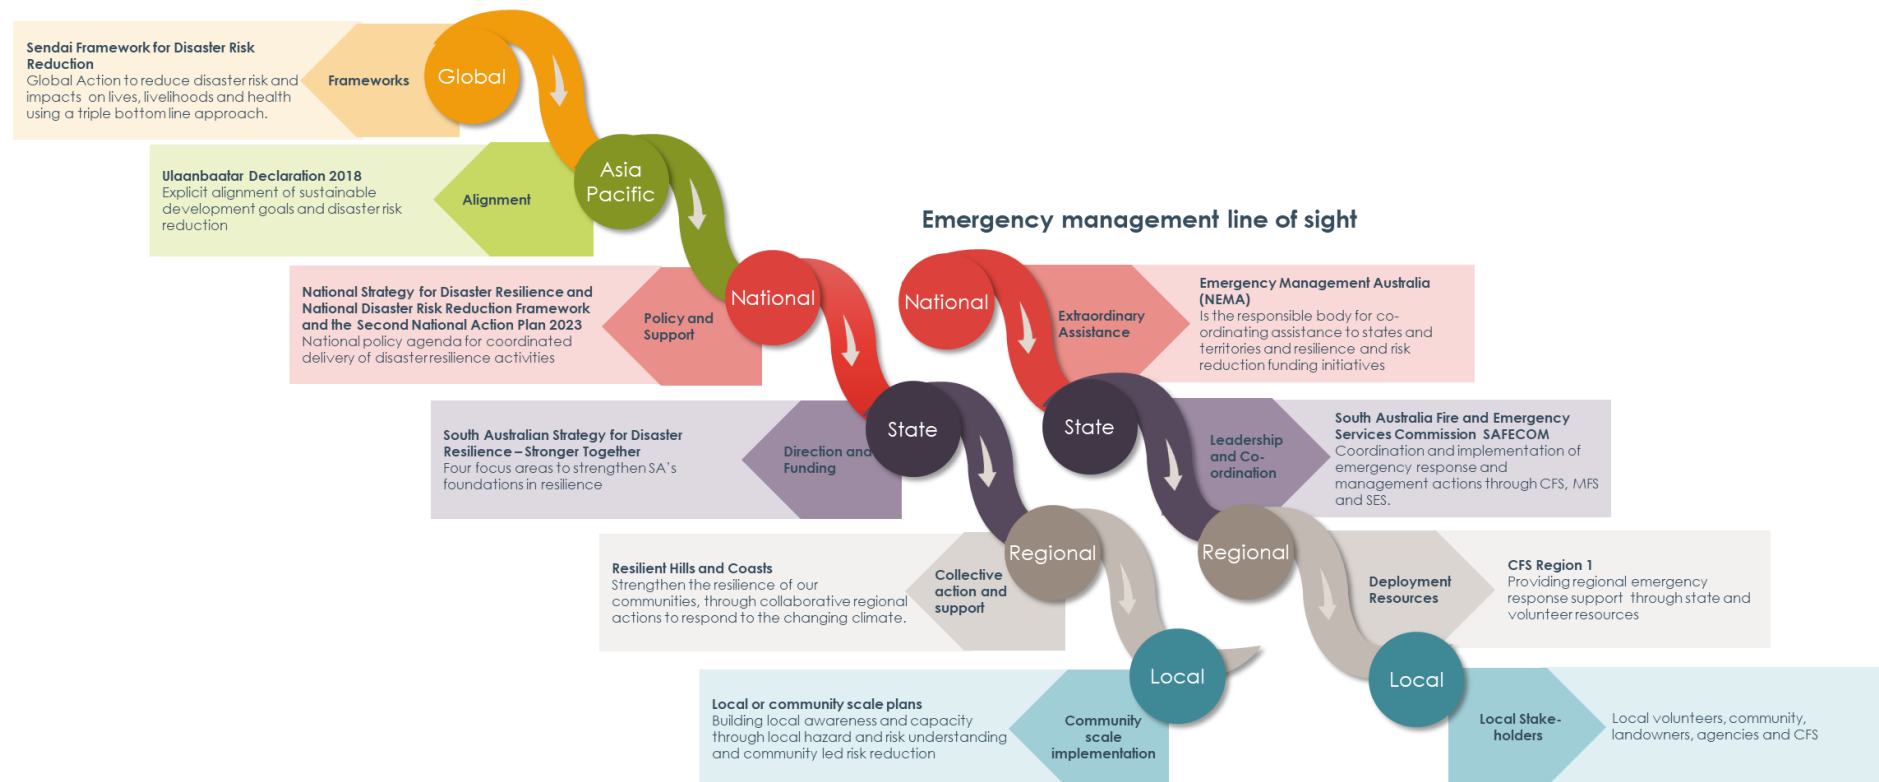 Sendai Framework for Disaster Risk
Reduction
Global Action to reduce disaster risk and
impacts on lives, livelihoods and health
using a triple bottom line approach.
Frameworks
Global
Ulaanbaatar Declaration 2018
Explicit alignment of sustainable
development goals and disaster risk
reduction
Alignment
Asia
Pacific
National Strategy for Disaster Resilience and
National Disaster Risk Reduction Framework
and the Second National Action Plan 2023
National policy agenda for coordinated
delivery of disaster resilience activities
Policy and
Support
National
South Australian Strategy for Disaster
Resilience – Stronger Together
Four focus areas to strengthen SA's
foundations in resilience
Direction and
Funding
State
Resilient Hills and Coasts
Strengthen the resilience of our
communities, through collaborative regional
actions to respond to the changing climate.
Collective
action and
support
Regional
Local or community scale plans
Building local awareness and capacity
through local hazard and risk understanding
and community led risk reduction
Community
scale
implementation
Local
Emergency management line of sight
National
Extraordinary
Assistance
Emergency Management Australia
(NEMA)
Is the responsible body for co-
ordinating assistance to states and
territories and resilience and risk
reduction funding initiatives
State
Leadership
and Co-
ordination
South Australia Fire and Emergency
Services Commission SAFECOM
Coordination and implementation of
emergency response and
management actions through CFS, MFS
and SES.
Regional
Deployment
Resources
CFS Region 1
Providing regional emergency
response support through state and
volunteer resources
Local
Local Stake-
holders
Local volunteers, community,
landowners, agencies and CFS